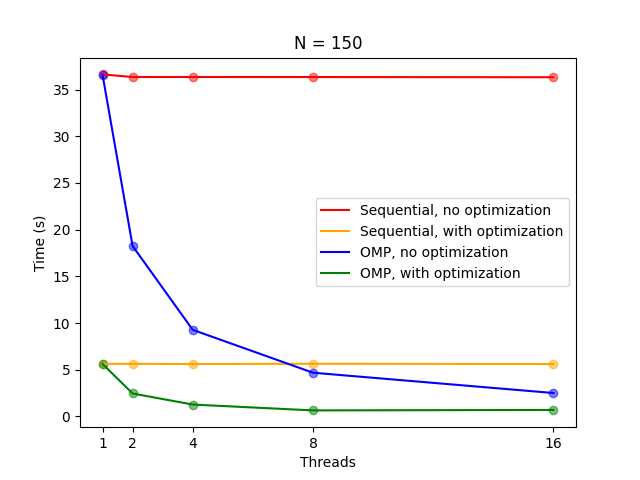 N = 150
Time (s)
35
30
25
20
15
10
5
0
Sequential, no optimization
Sequential, with optimization
OMP, no optimization
OMP, with optimization
1 2 4 8 16
Threads